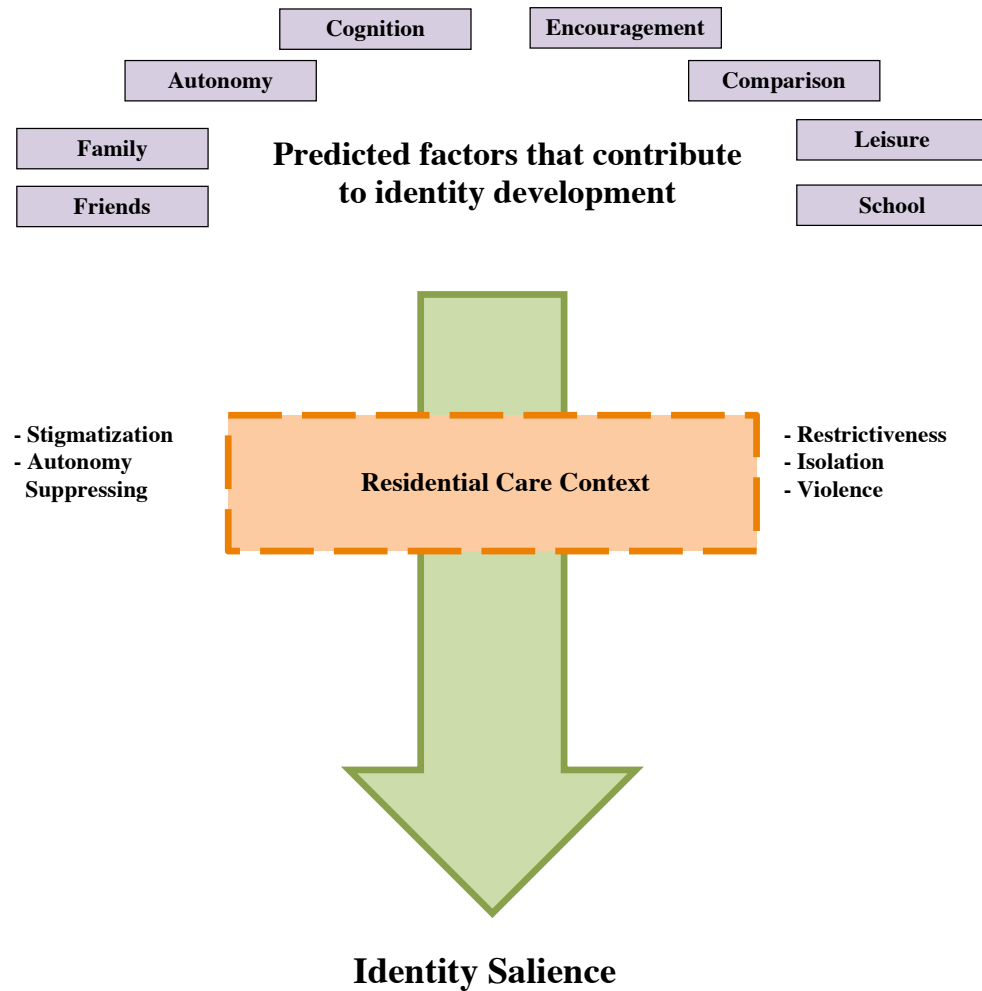 Cognition
Encouragement
Autonomy
Comparison
Family
Leisure
Friends
School
Predicted factors that contribute
to identity development
- Stigmatization
- Autonomy
Suppressing
Residential Care Context
- Restrictiveness
- Isolation
- Violence
Identity Salience